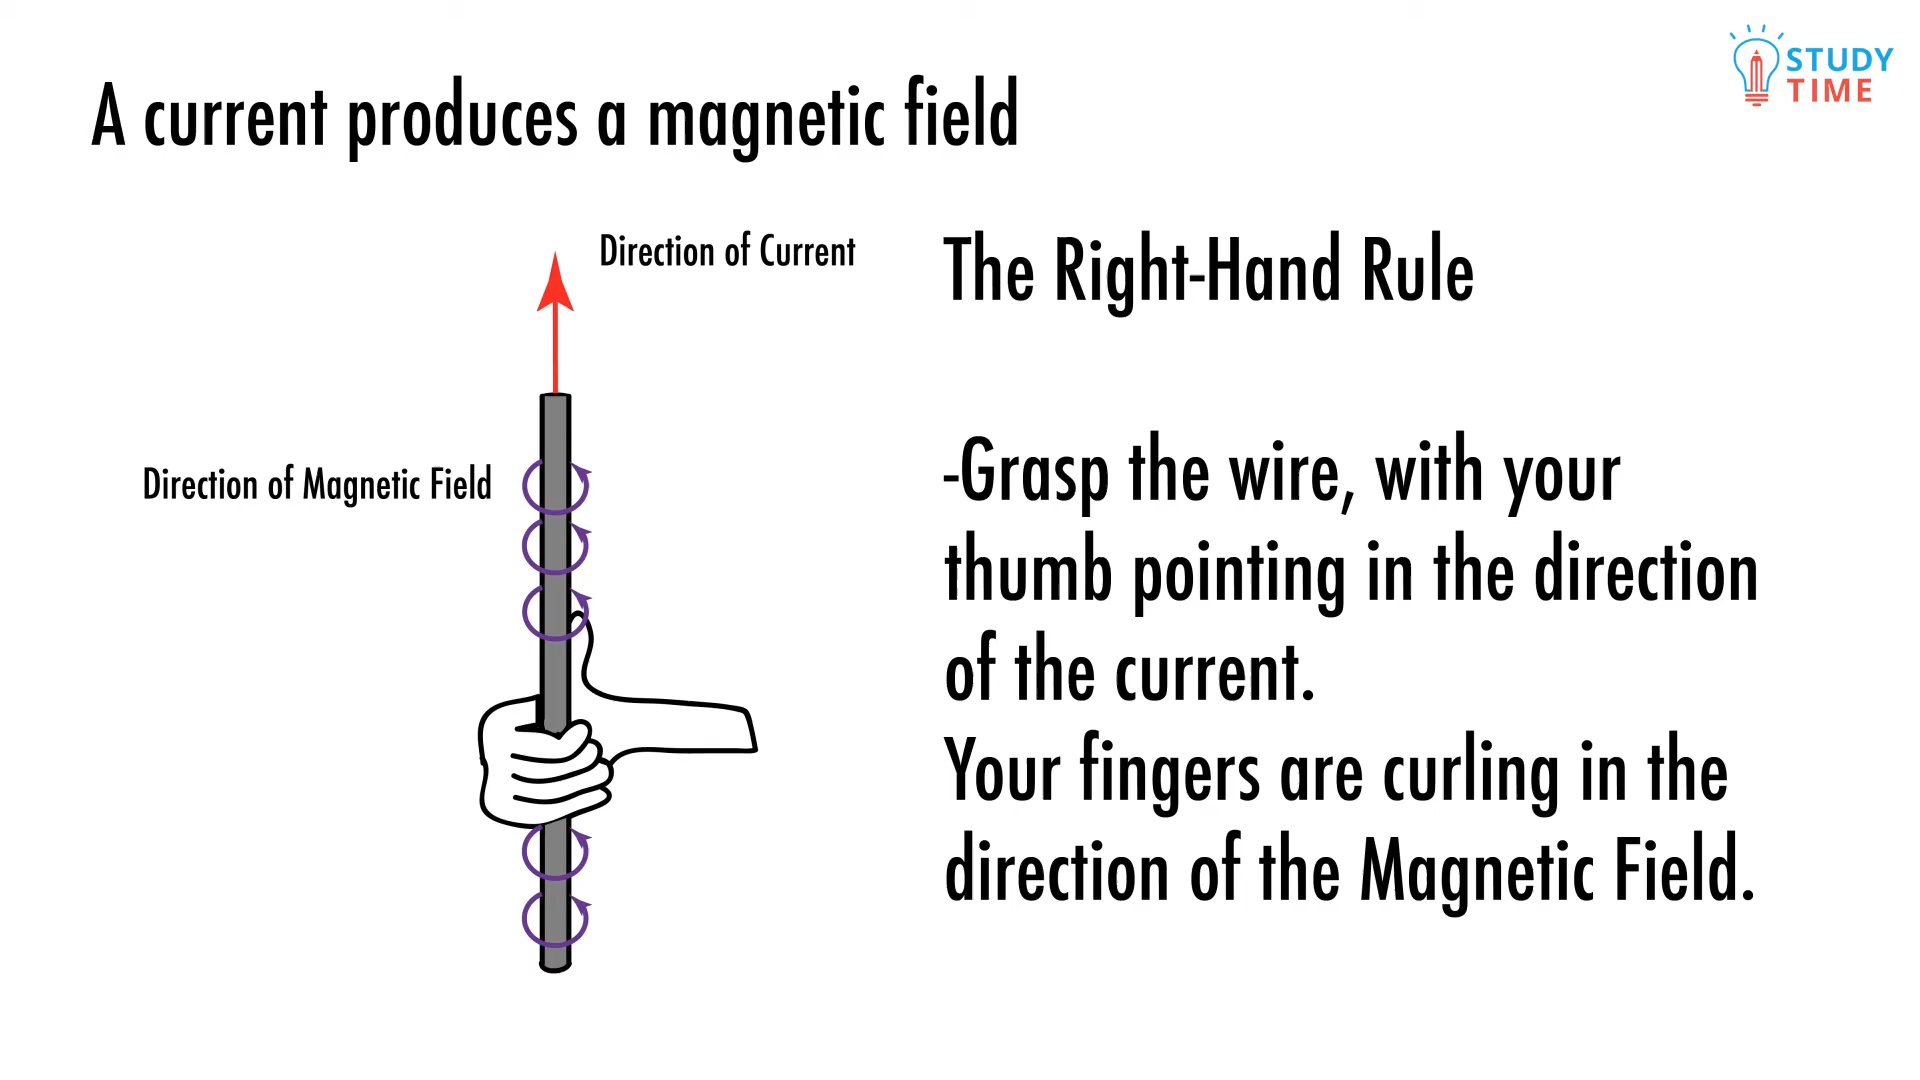 STUDY
TIME
A current produces a magnetic field
Direction of Current
Direction of Magnetic Field
The Right-Hand Rule
-Grasp the wire, with your
thumb pointing in the direction
of the current.
Your fingers are curling in the
direction of the Magnetic Field.